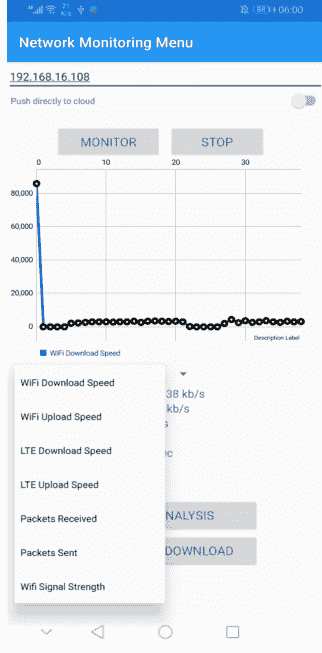 06:00
Network Monitoring Menu
192.168.16.108
Push directly to cloud
MONITOR STOP
0 10 20 30
80,000
60,000
40,000
20,000
0
Description Label
WiFi Download Speed
WiFi Download Speed
38 kb/s
WiFi Upload Speed
kb/s
LTE Download Speed
LTE Upload Speed
Packets Received
NALYSIS
Packets Sent
DOWNLOAD
Wifi Signal Strength